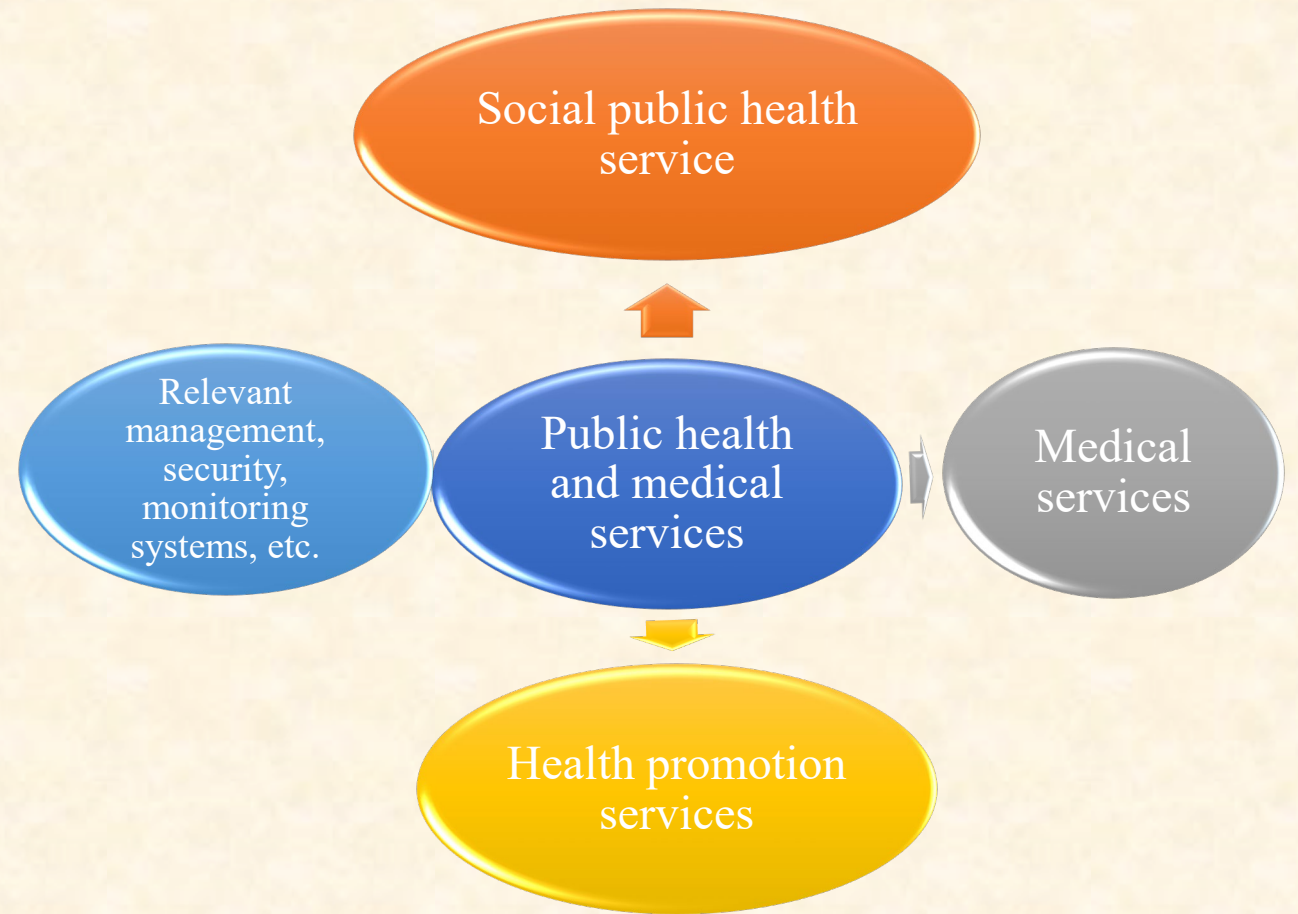 Social public health
service
Relevant
management,
security,
monitoring
systems, etc.
Public health
and medical
services
Medical
services
Health promotion
services